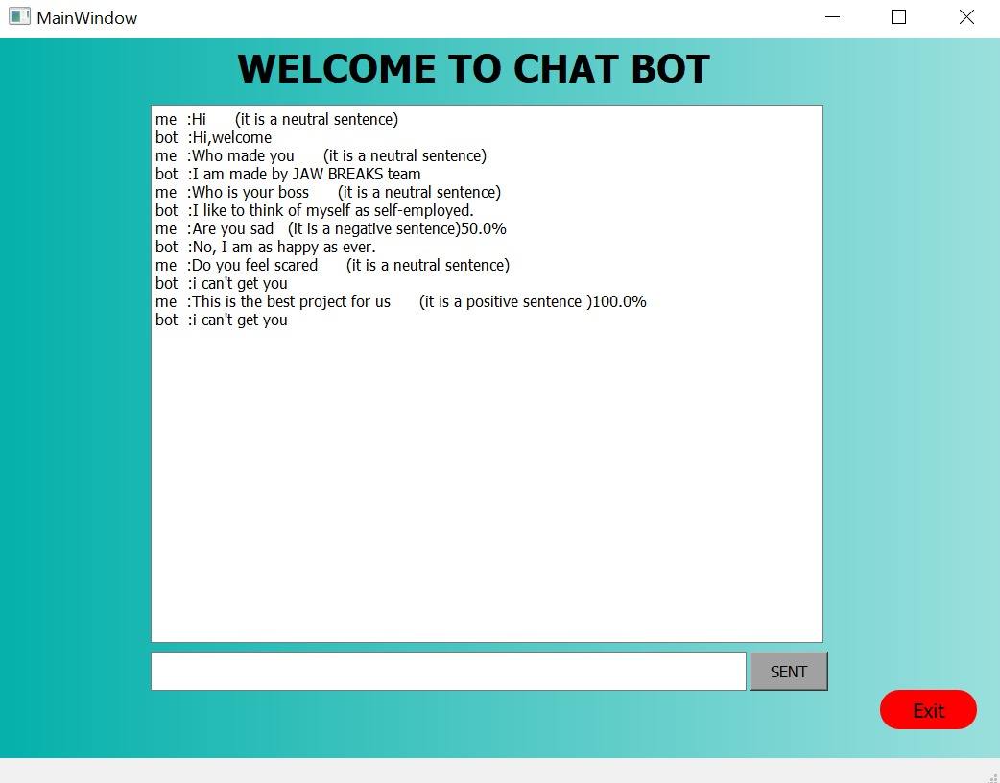 MainWindow
WELCOME TO CHAT BOT
me :Hi (it is a neutral sentence)
bot :Hi,welcome
me :Who made you (it is a neutral sentence)
bot :I am made by JAW BREAKS team
me :Who is your boss (it is a neutral sentence)
bot :I like to think of myself as self-employed.
me :Are you sad (it is a negative sentence)50.0%
bot :No, I am as happy as ever.
me :Do you feel scared (it is a neutral sentence)
bot :i can't get you
me :This is the best project for us (it is a positive sentence )100.0%
bot :i can't get you
SENT
Exit